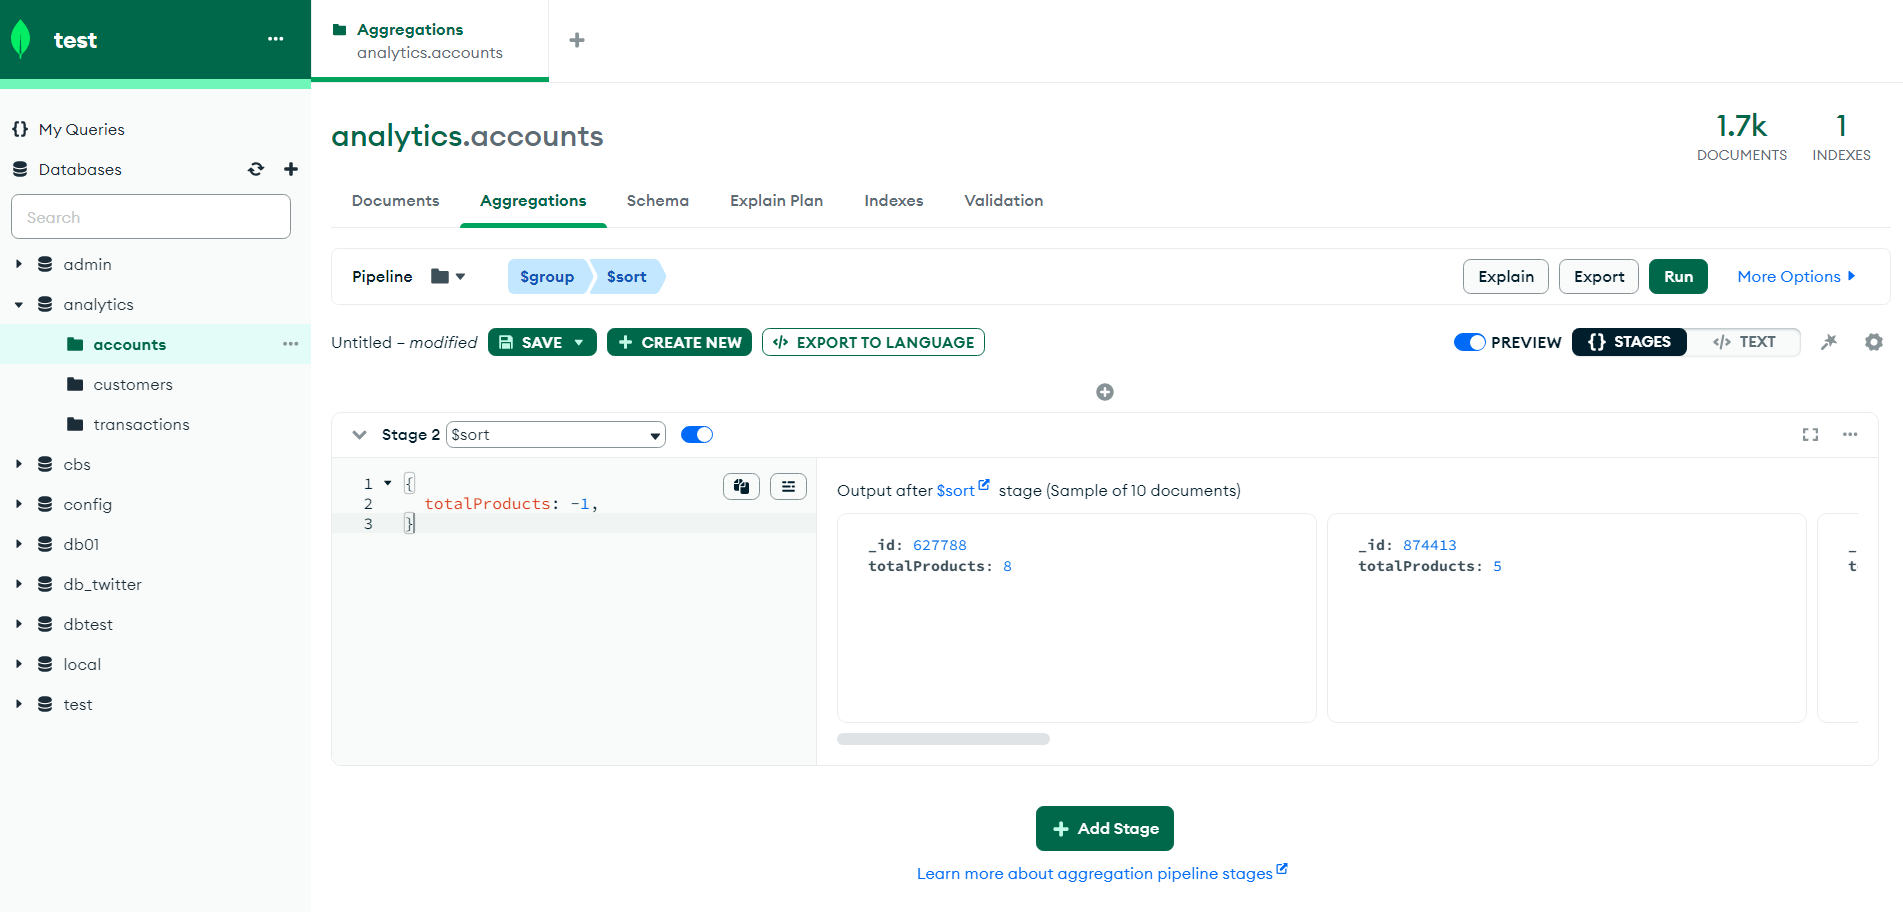 test
Aggregations
analytics.accounts
My Queries
Databases
Search
admin
analytics
accounts
customers
transactions
cbs
config
db01
db_twitter
dbtest
local
test
analytics.accounts
1.7k
DOCUMENTS
1
INDEXES
Documents Aggregations Schema Explain Plan Indexes Validation
Pipeline $group $sort Explain Export Run More Options
Untitled – modified SAVE CREATE NEW EXPORT TO LANGUAGE PREVIEW {} STAGES </> TEXT
Stage 2 $sort
1 {
2 totalProducts: -1,
3 }
Output after $sort stage (Sample of 10 documents)
_id: 627788
totalProducts: 8
_id: 874413
totalProducts: 5
_
t
Add Stage
Learn more about aggregation pipeline stages